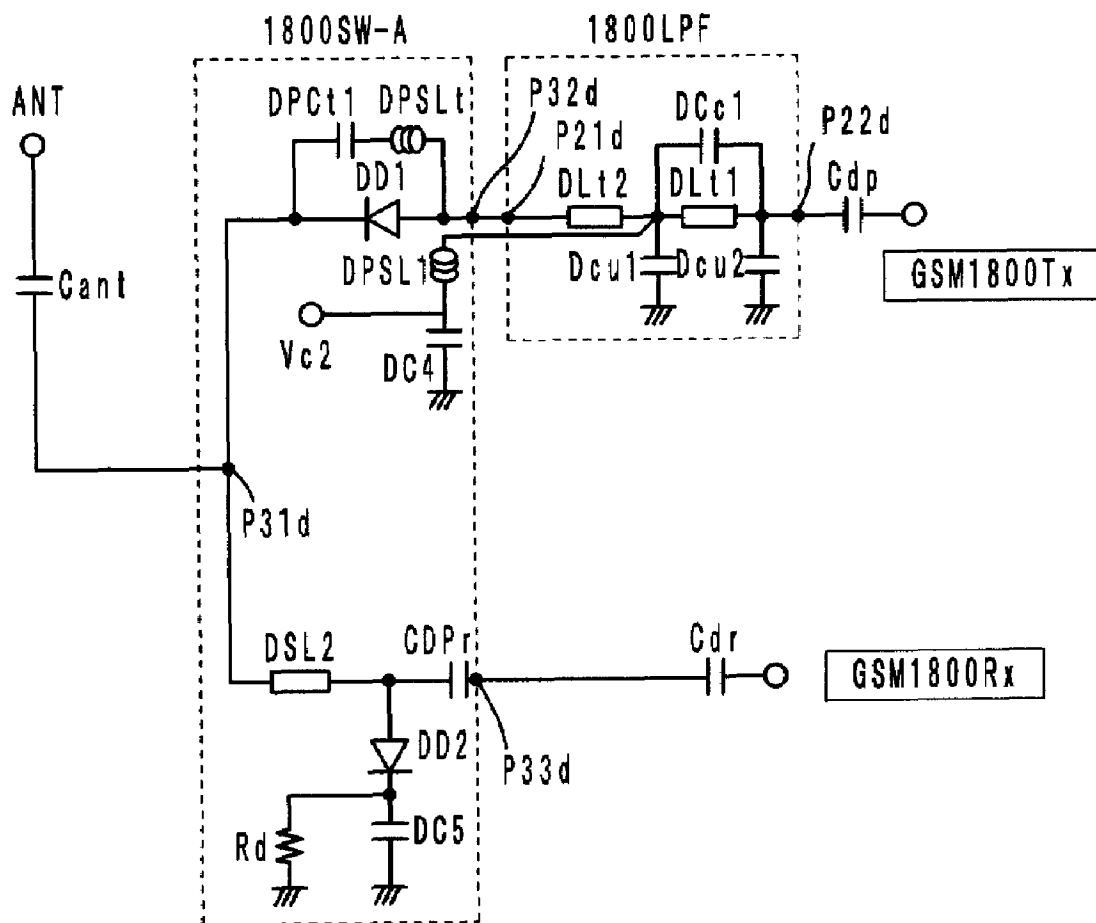 1800SW-A
1800LPF
ANT
DPCt1
DPSLt
P32d
P21d
DCc1
P22d
DD1
DLt2
DLt1
Cdp
DPSL1
Dcu1
Dcu2
GSM1800Tx
Cant
Vc2
DC4
P31d
DSL2
CDPr
Cdr
GSM1800Rx
DD2
P33d
Rd
DC5